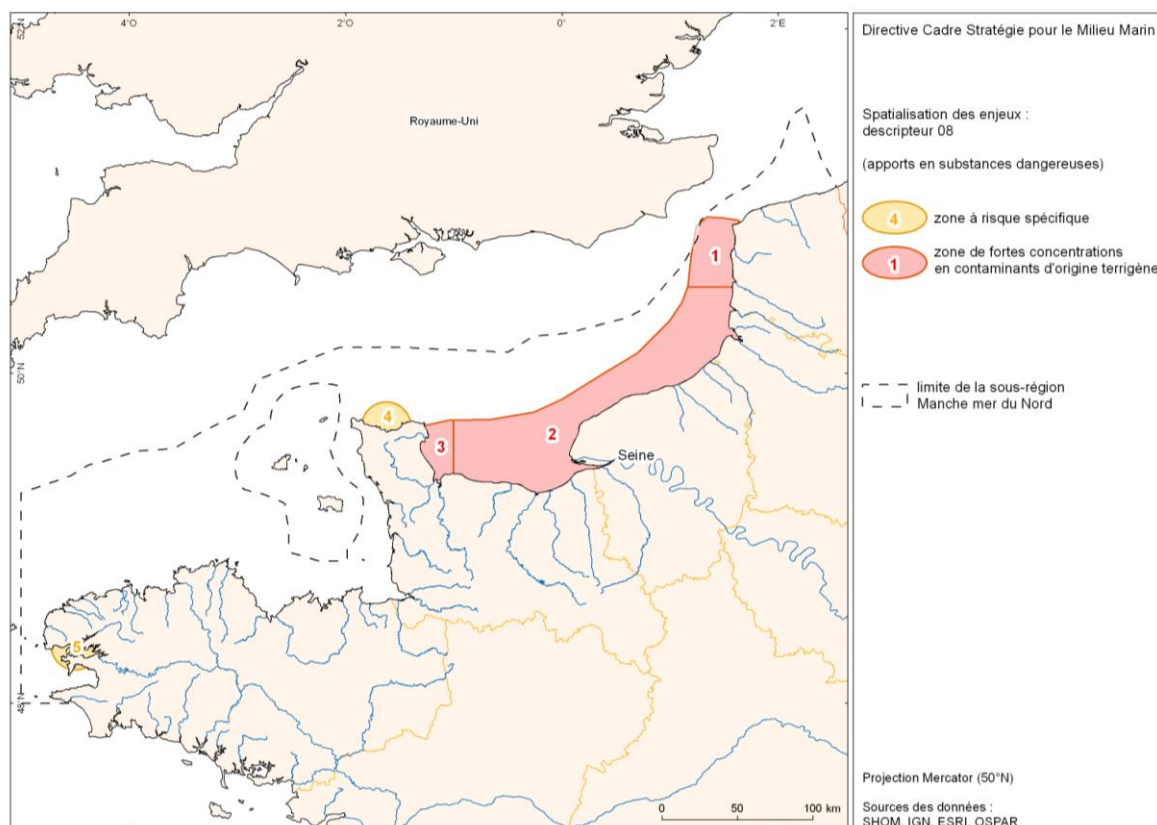 4°O 2°O 0° 2°E
52°N
Royaume-Uni
1
50°N
4
3
2
Seine
5
48°N
0 50 100 km
Directive Cadre Stratégie pour le Milieu Marin
Spatialisation des enjeux :
descripteur 08
(apports en substances dangereuses)
4 zone à risque spécifique
1 zone de fortes concentrations
en contaminants d'origine terrigène
limite de la sous-région
Manche mer du Nord
Projection Mercator (50°N)
Sources des données :
SHOM, IGN, ESRI, OSPAR